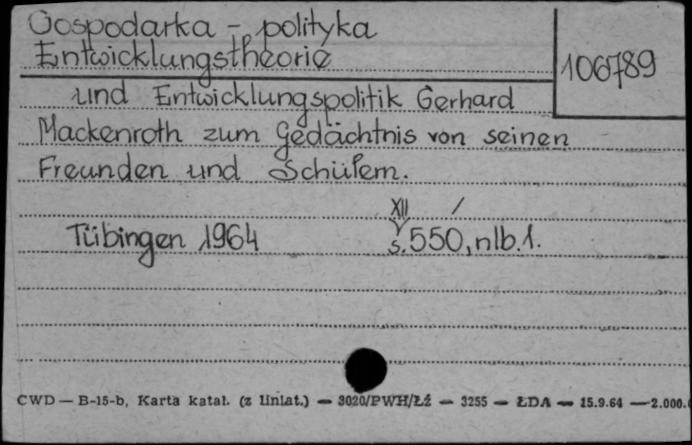 Gospodarka - polityka
Entwicklungstheorie
106789
und Entwicklungspolitik Gerhard
Mackenroth zum Gedächtnis von seinen
Freunden und Schülern.
XII /
Tübingen 1964 s. 550, nlb. 1.
CWD — B-15-b, Karta katal. (z liniat.) — 3020/PWH/Łź — 3255 — ŁDA — 15.9.64 — 2.000.